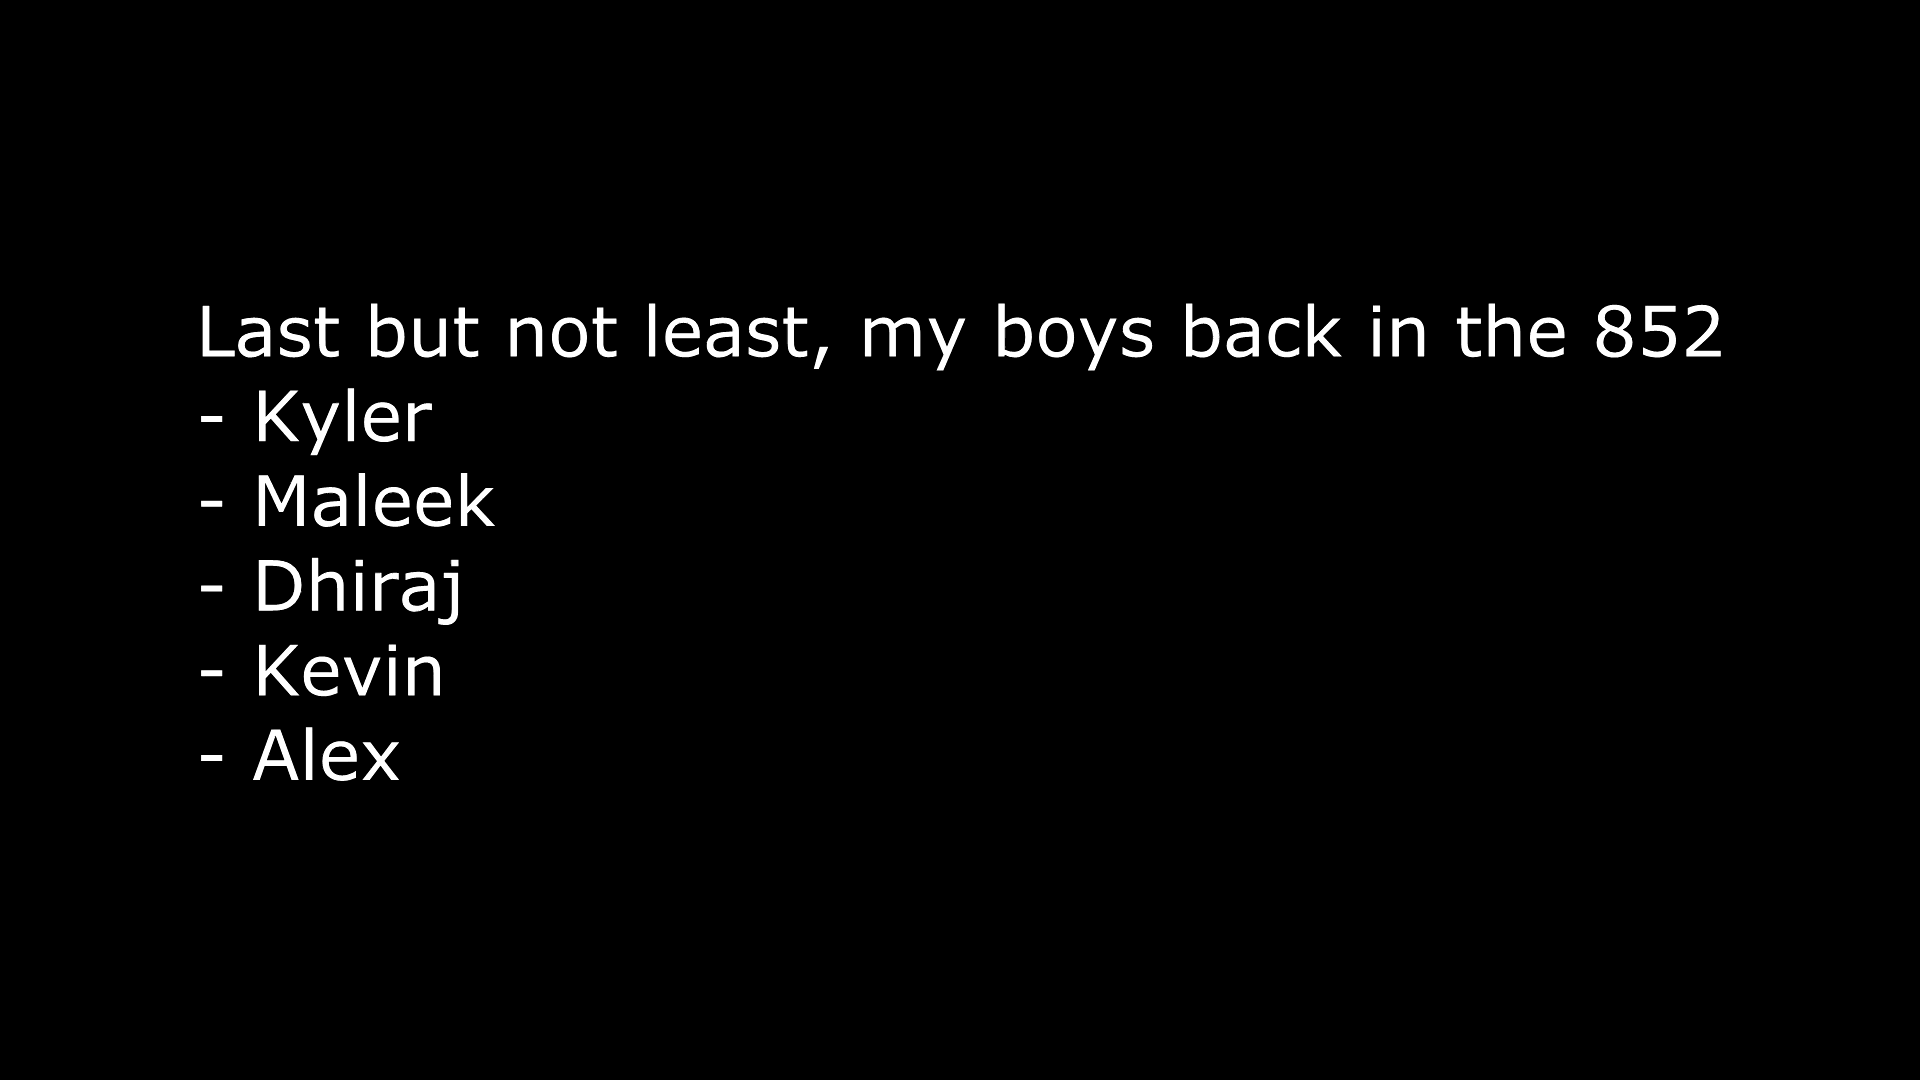 Last but not least, my boys back in the 852
- Kyler
- Maleek
- Dhiraj
- Kevin
- Alex